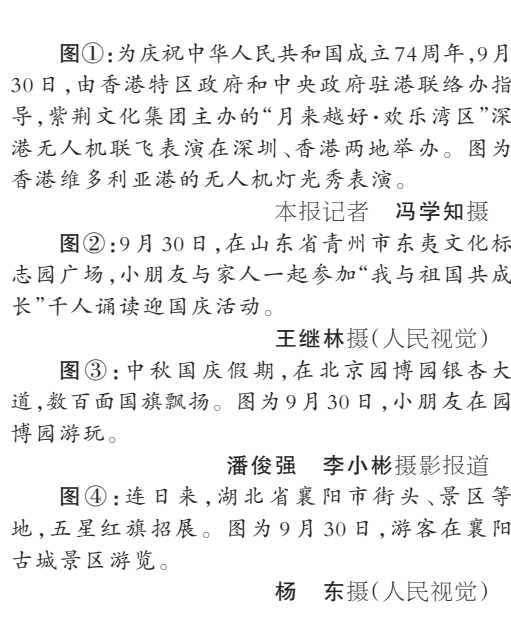 图①:为庆祝中华人民共和国成立74周年,9月
30日,由香港特区政府和中央政府驻港联络办指
导,紫荆文化集团主办的“月来越好·欢乐湾区”深
港无人机联飞表演在深圳、香港两地举办。图为
香港维多利亚港的无人机灯光秀表演。
本报记者　冯学知摄
图②:9月30日,在山东省青州市东夷文化标
志园广场,小朋友与家人一起参加“我与祖国共成
长”千人诵读迎国庆活动。
王继林摄(人民视觉)
图③:中秋国庆假期,在北京园博园银杏大
道,数百面国旗飘扬。图为9月30日,小朋友在园
博园游玩。
潘俊强　李小彬摄影报道
图④:连日来,湖北省襄阳市街头、景区等
地,五星红旗招展。图为9月30日,游客在襄阳
古城景区游览。
杨　东摄(人民视觉)